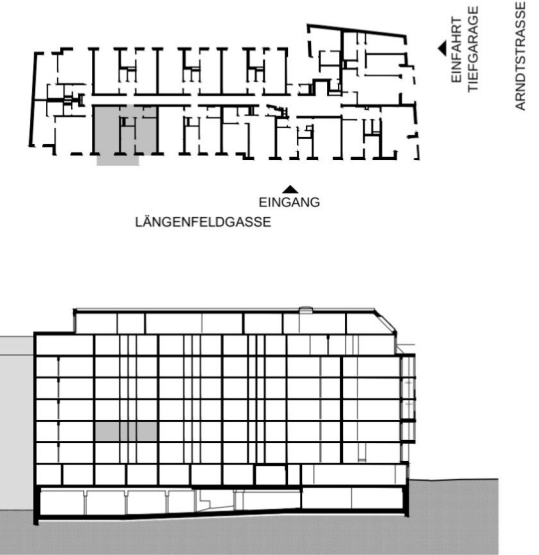 EINFAHRT
TIEFGARAGE
ARNDTSTRASSE
EINGANG
LÄNGENFELDGASSE